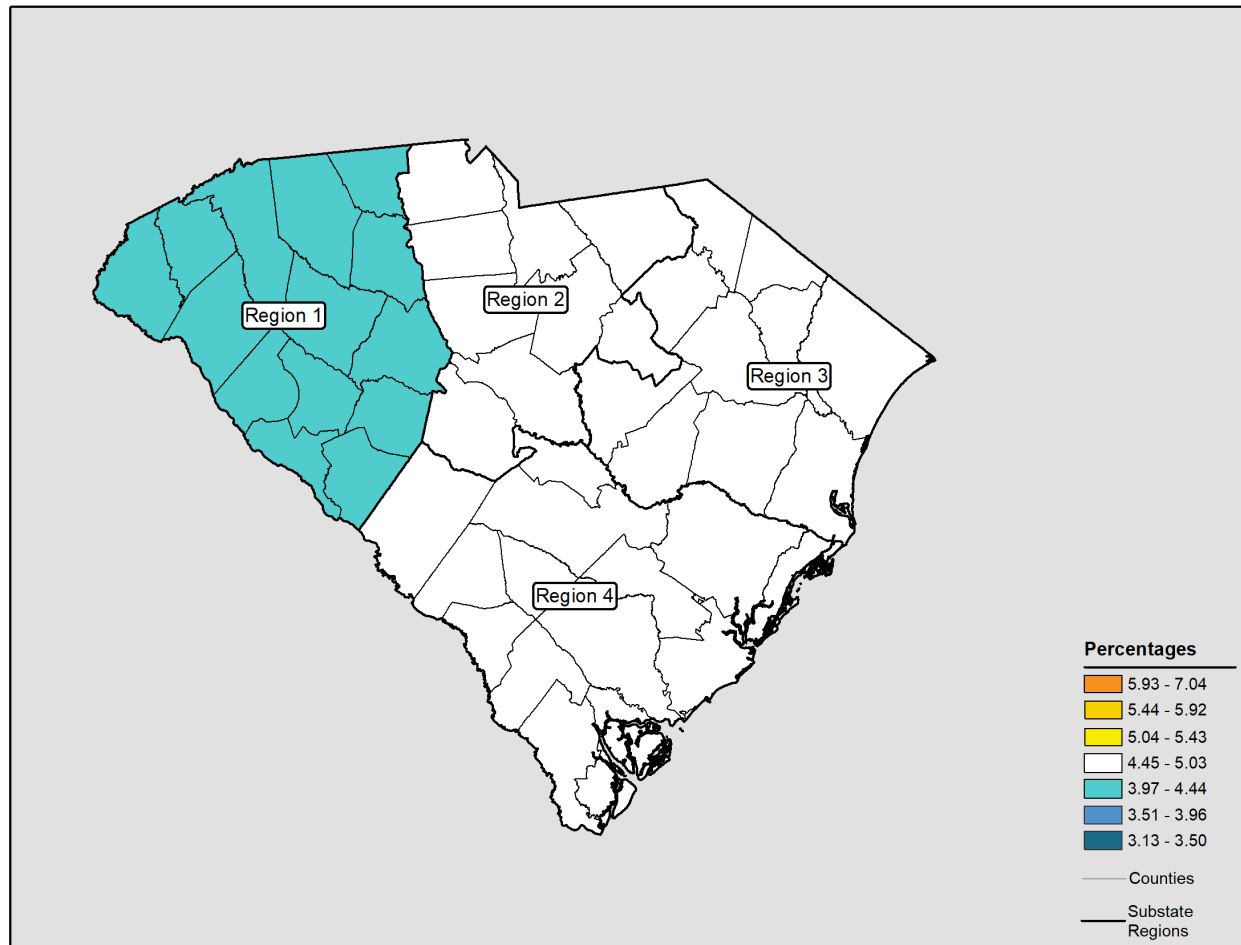 Region 1
Region 2
Region 3
Region 4
Percentages
5.93 - 7.04
5.44 - 5.92
5.04 - 5.43
4.45 - 5.03
3.97 - 4.44
3.51 - 3.96
3.13 - 3.50
Counties
Substate
Regions